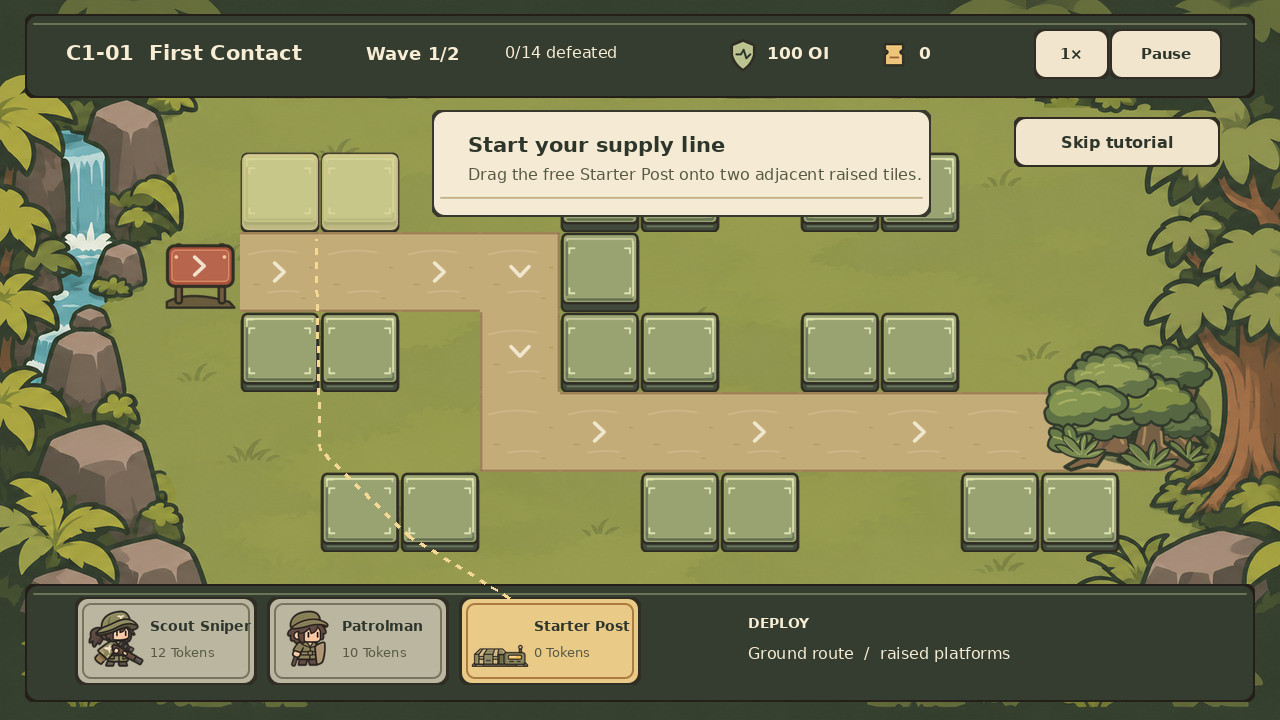 C1-01 First Contact
Wave 1/2
0/14 defeated
100 OI
0
1×
Pause
Start your supply line
Drag the free Starter Post onto two adjacent raised tiles.
Skip tutorial
Scout Sniper
12 Tokens
Patrolman
10 Tokens
Starter Post
0 Tokens
DEPLOY
Ground route / raised platforms